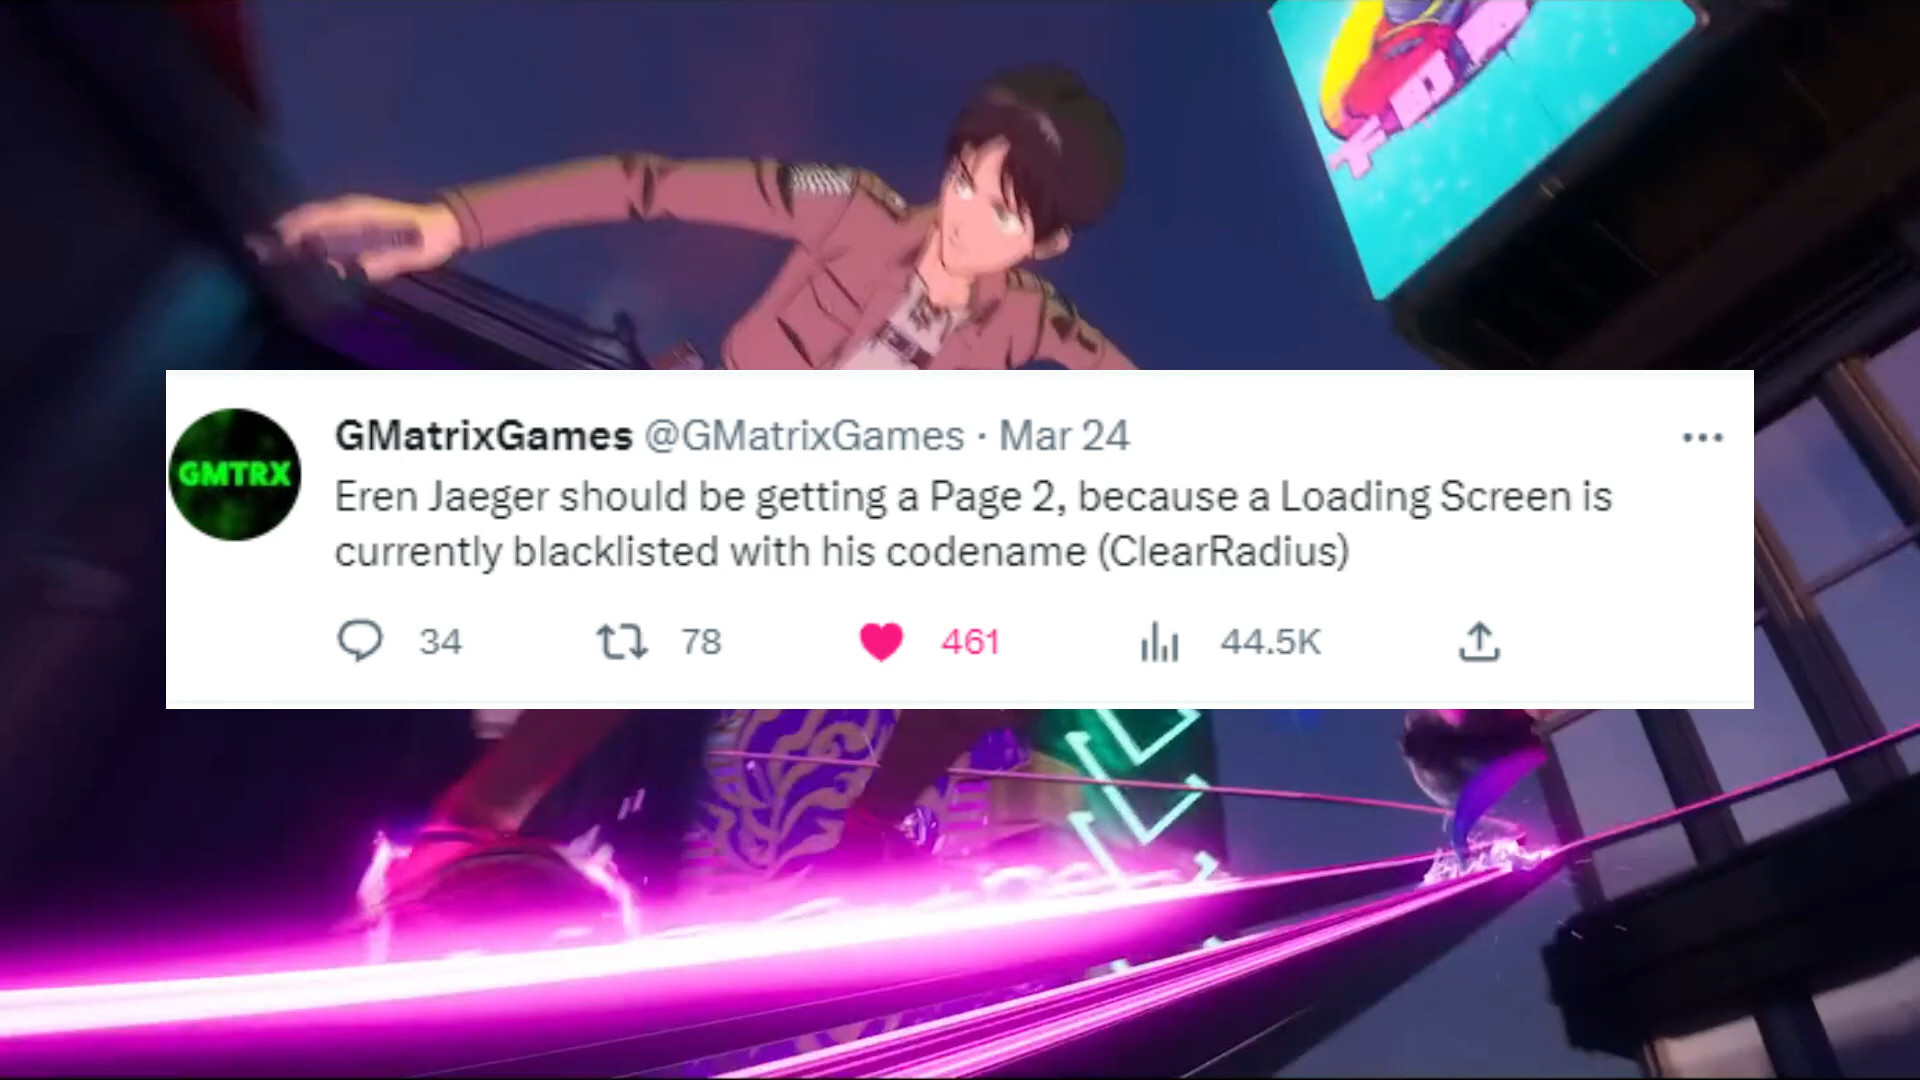 GMTRX
GMatrixGames @GMatrixGames · Mar 24
Eren Jaeger should be getting a Page 2, because a Loading Screen is
currently blacklisted with his codename (ClearRadius)
34 78 461 44.5K